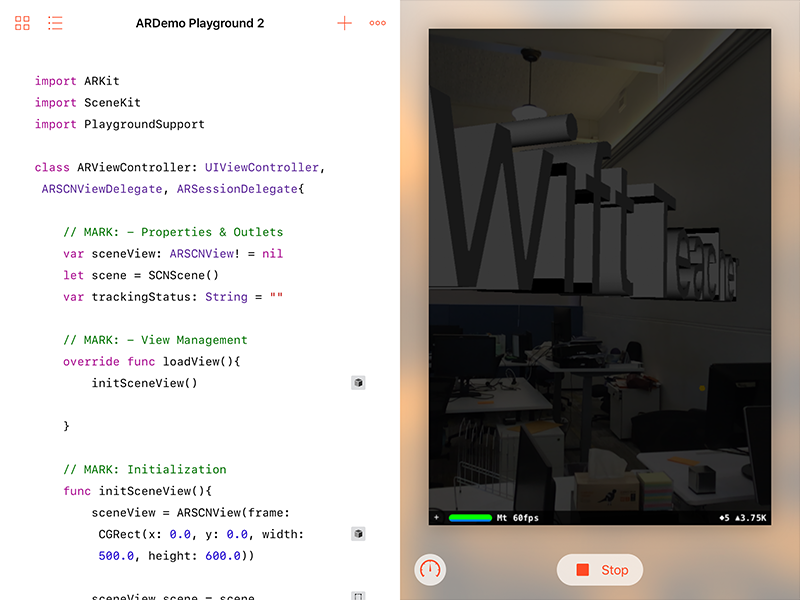 ARDemo Playground 2
import ARKit
import SceneKit
import PlaygroundSupport
class ARViewController: UIViewController,
ARSCNViewDelegate, ARSessionDelegate{
// MARK: - Properties & Outlets
var sceneView: ARSCNView! = nil
let scene = SCNScene()
var trackingStatus: String = ""
// MARK: - View Management
override func loadView(){
initSceneView()
}
// MARK: Initialization
func initSceneView(){
sceneView = ARSCNView(frame:
CGRect(x: 0.0, y: 0.0, width:
500.0, height: 600.0))
sceneView.scene = scene
+ Mt 60fps ◆5 ▲3.75K
Stop